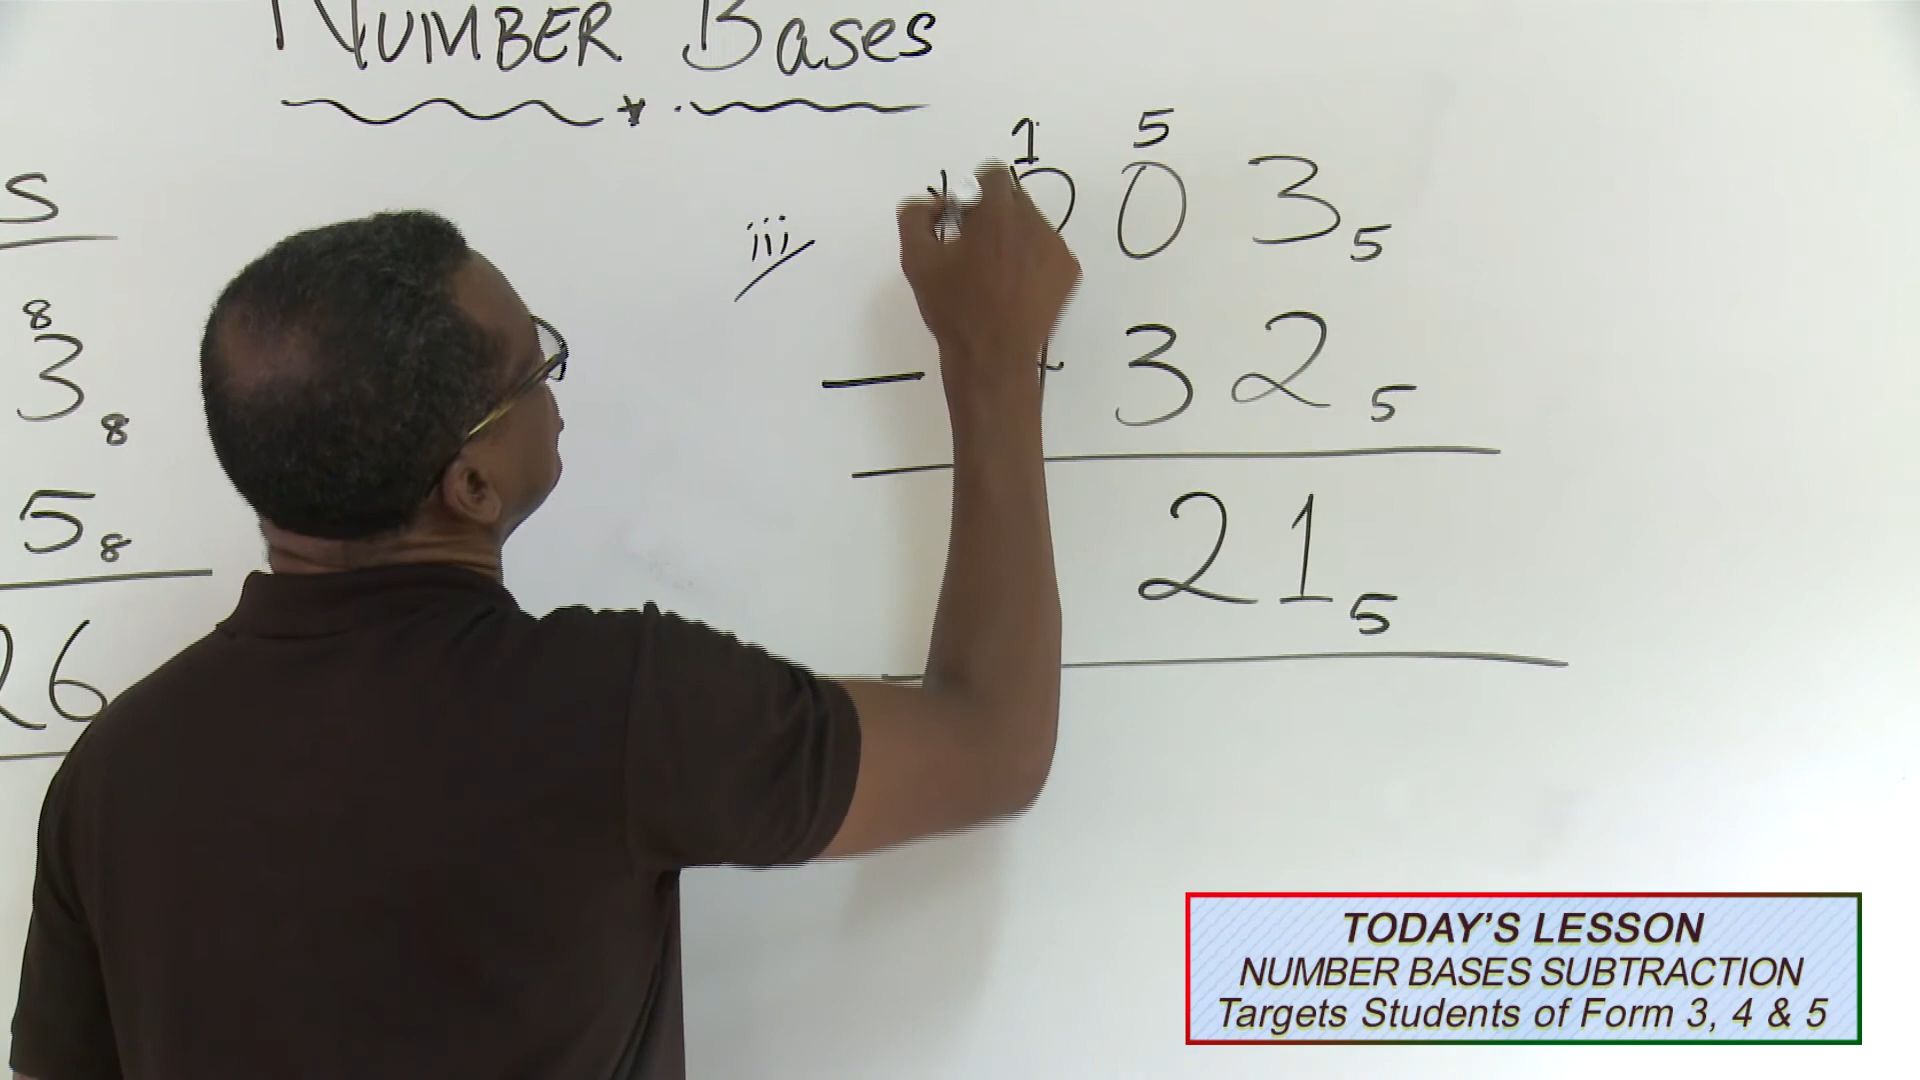 NUMBER Bases
s
8
3 8
5 8
26
iii
1 5
0 0 3 5
— 3 2 5
2 1 5
TODAY'S LESSON
NUMBER BASES SUBTRACTION
Targets Students of Form 3, 4 & 5